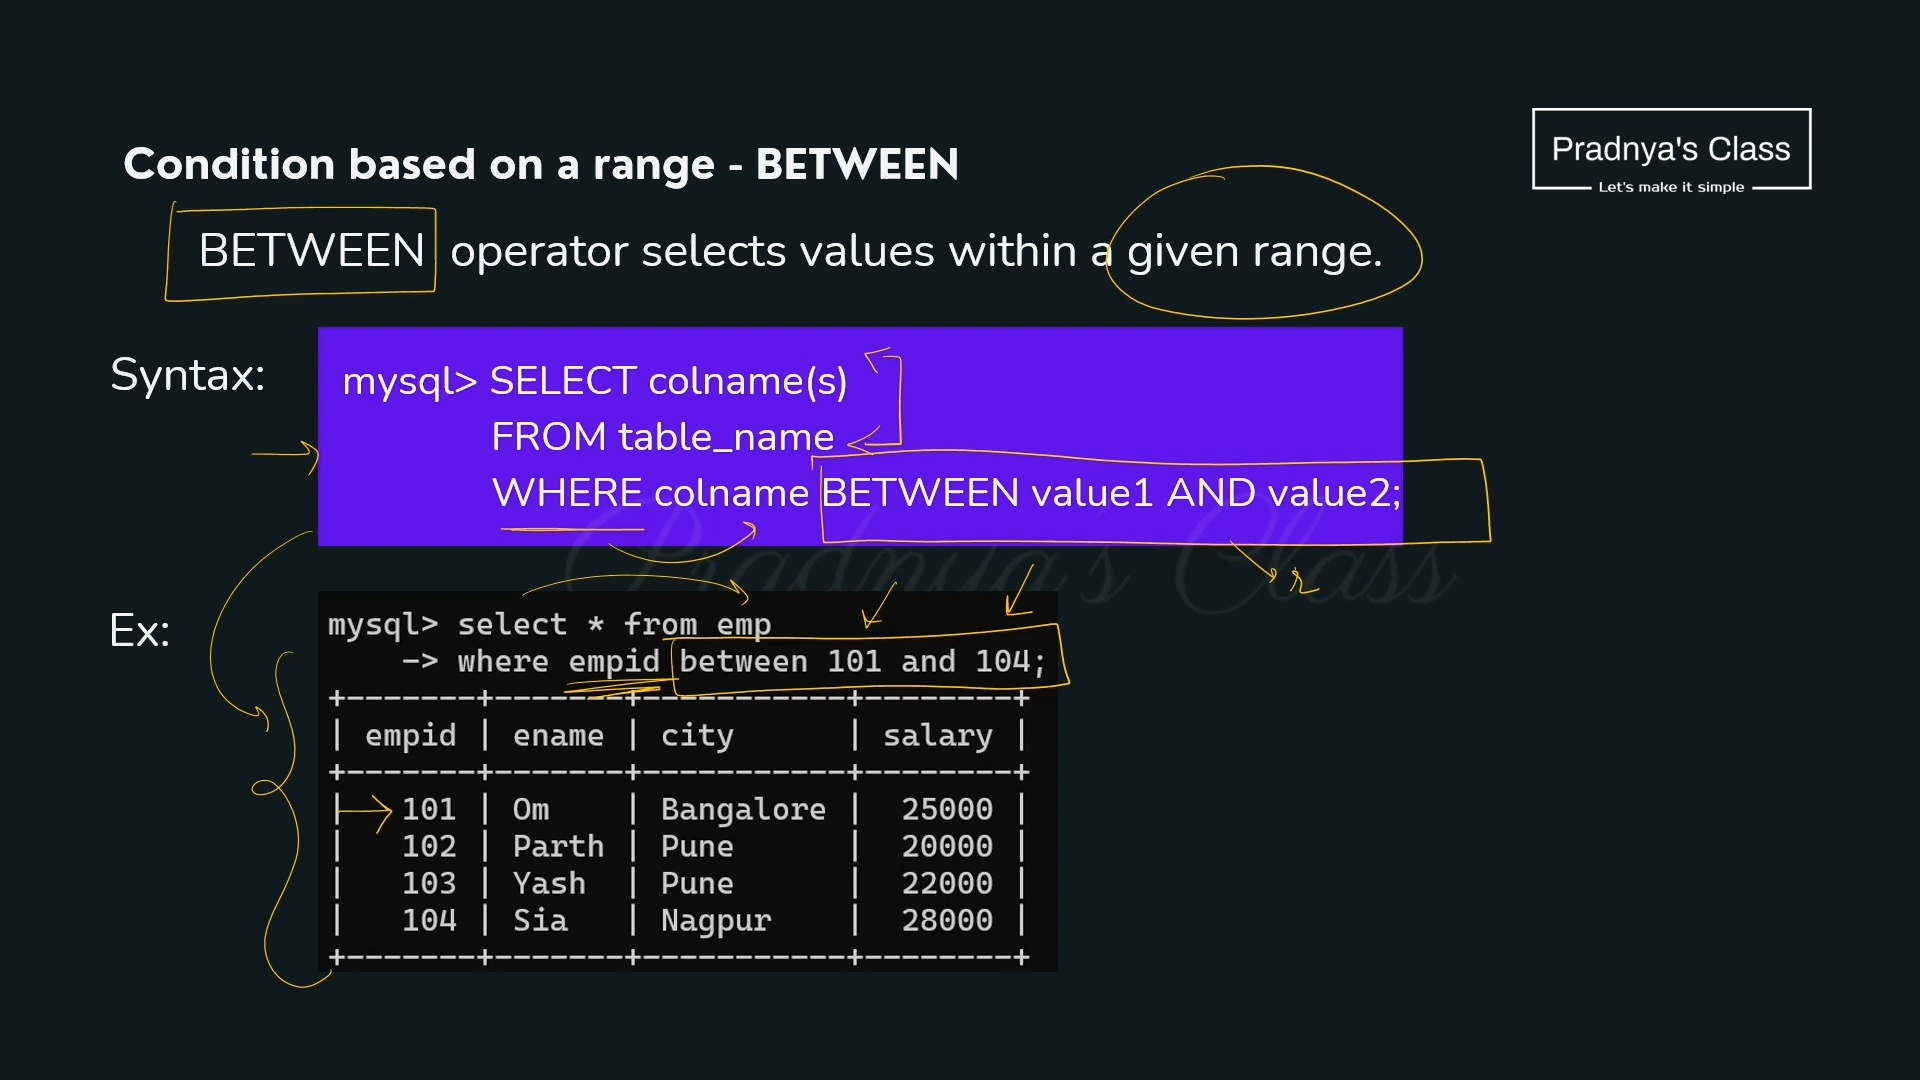 Pradnya's Class
Let's make it simple
Condition based on a range - BETWEEN
BETWEEN operator selects values within a given range.
Syntax:
mysql> SELECT colname(s)
FROM table_name
WHERE colname BETWEEN value1 AND value2;
Pradnya's Class
Ex:
mysql> select * from emp
    -> where empid between 101 and 104;
+-------+-------+-----------+--------+
| empid | ename | city      | salary |
+-------+-------+-----------+--------+
|   101 | Om    | Bangalore |  25000 |
|   102 | Parth | Pune      |  20000 |
|   103 | Yash  | Pune      |  22000 |
|   104 | Sia   | Nagpur    |  28000 |
+-------+-------+-----------+--------+